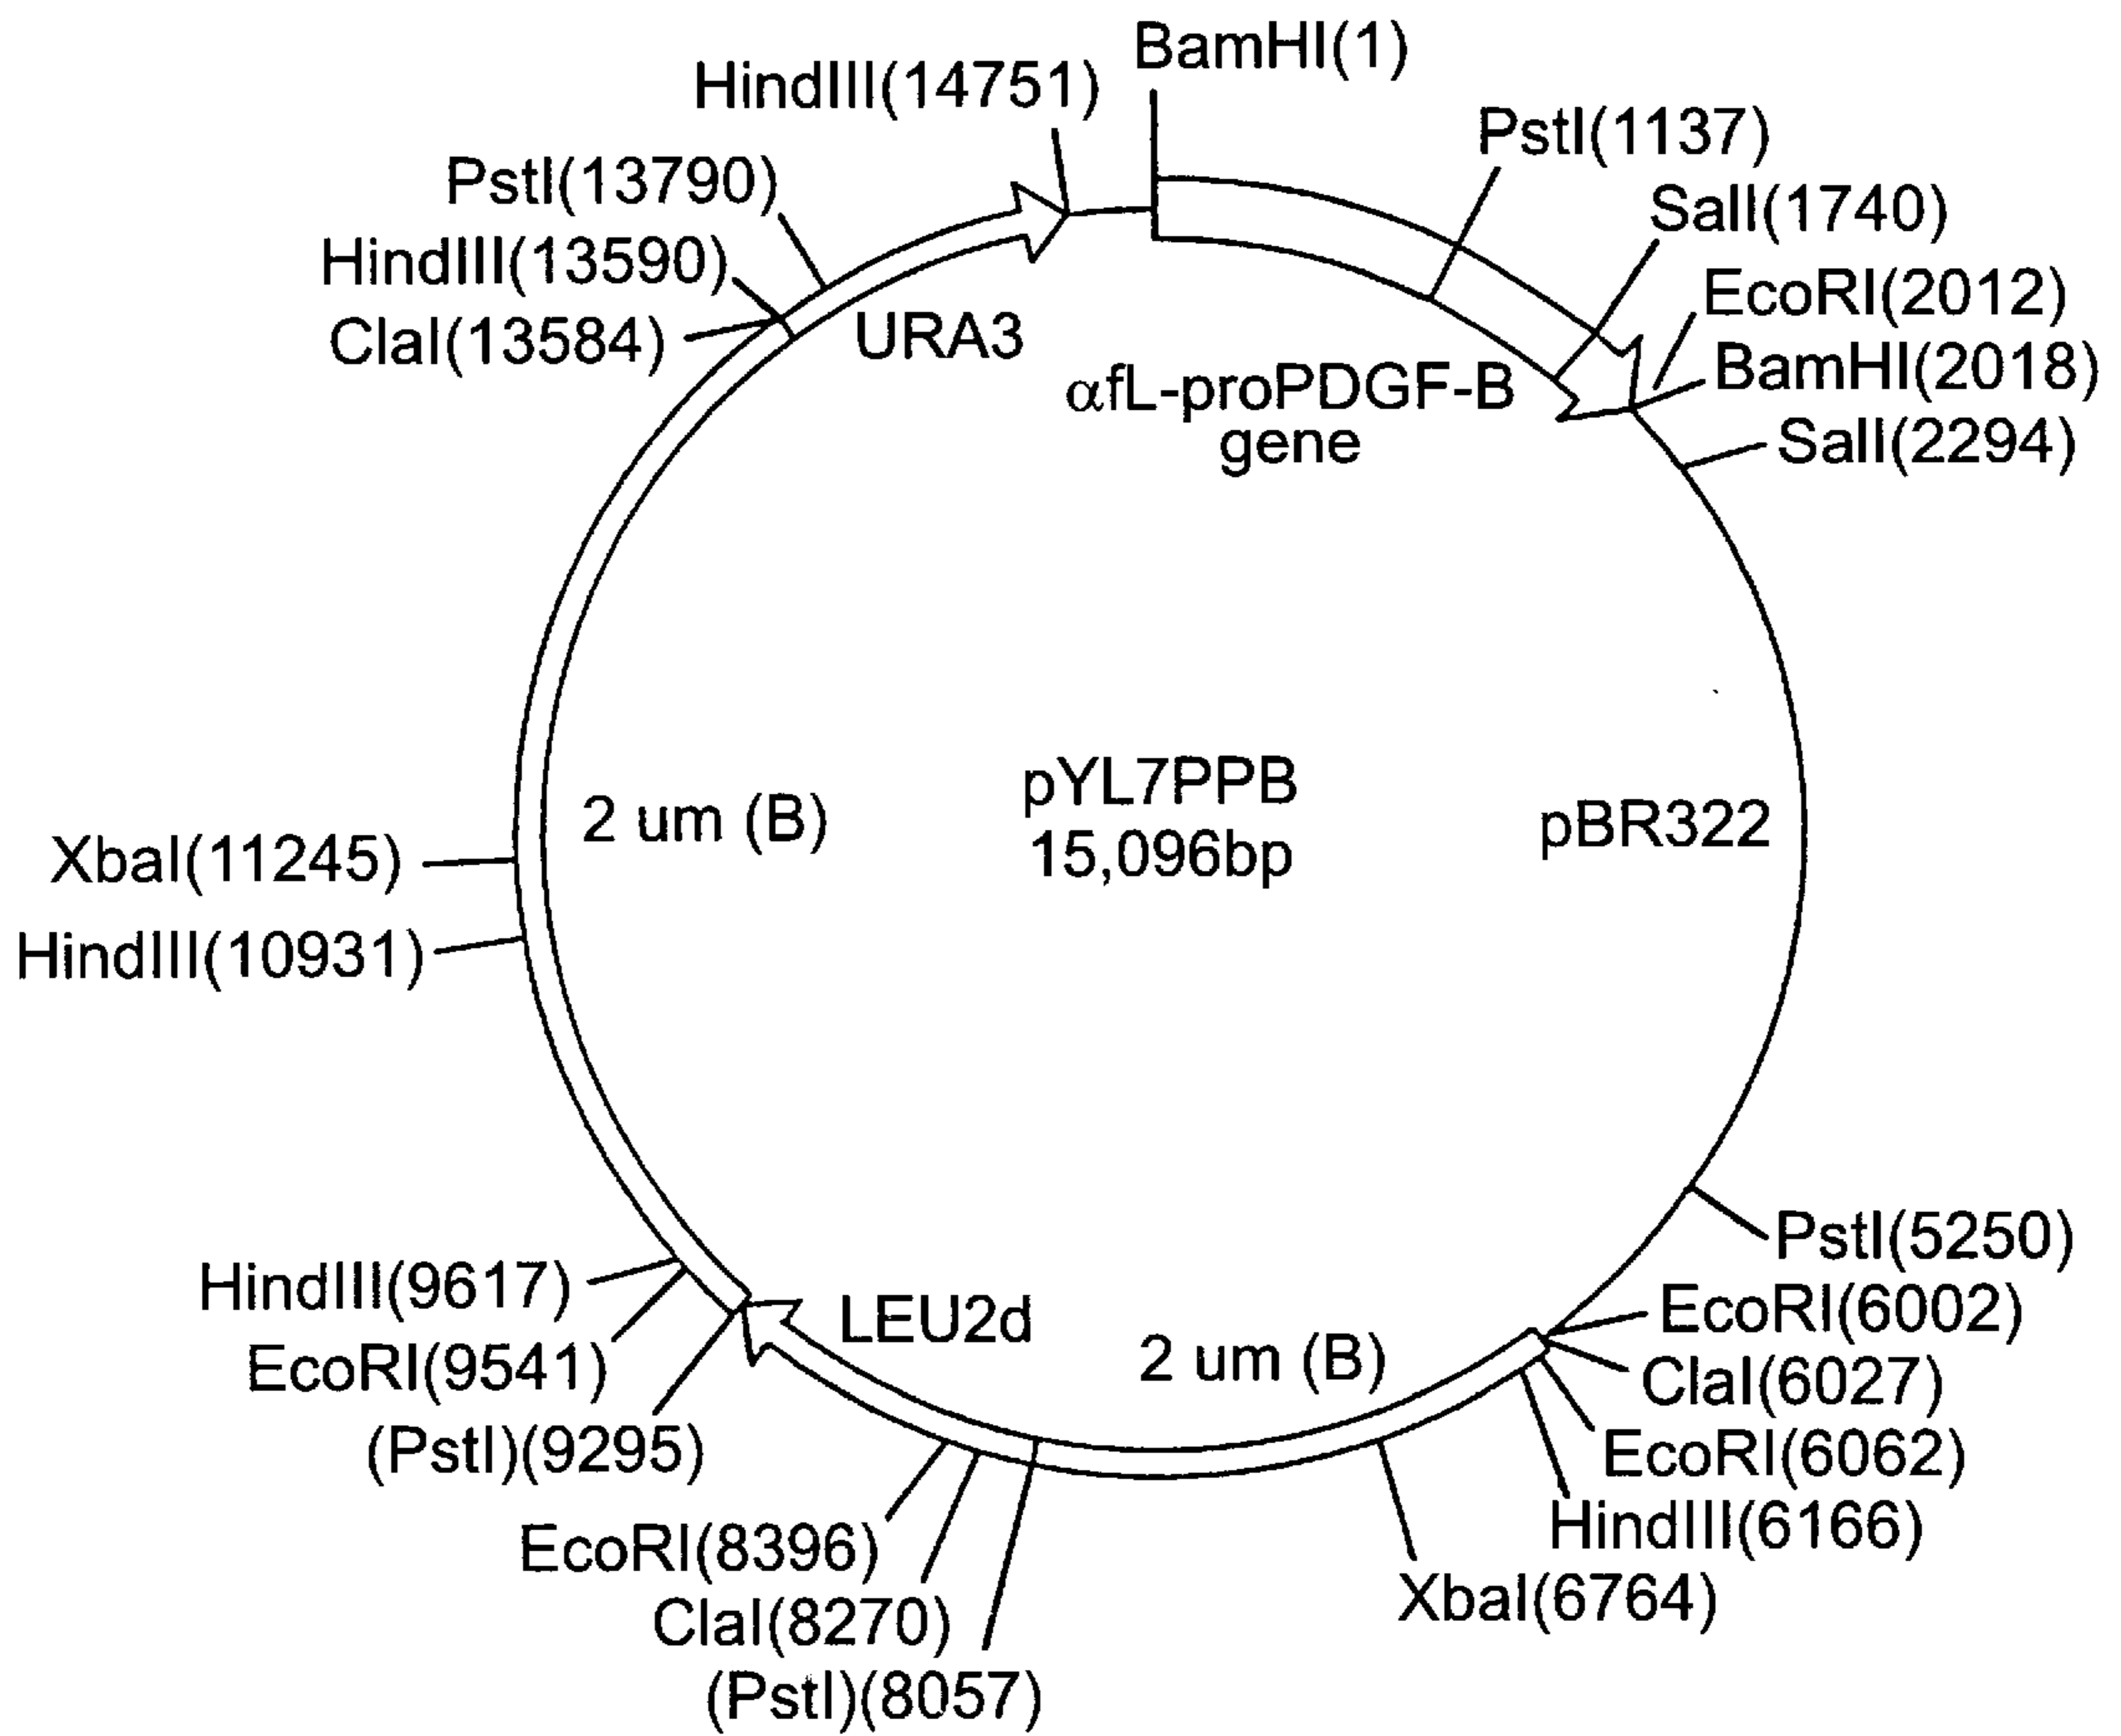 BamHI(1)
HindIII(14751)
PstI(1137)
PstI(13790)
SalI(1740)
HindIII(13590)
EcoRI(2012)
ClaI(13584)
URA3
BamHI(2018)
αfL-proPDGF-B
gene
SalI(2294)
pYL7PPB
15,096bp
2 um (B)
pBR322
XbaI(11245)
HindIII(10931)
PstI(5250)
HindIII(9617)
EcoRI(6002)
LEU2d
2 um (B)
EcoRI(9541)
ClaI(6027)
(PstI)(9295)
EcoRI(6062)
HindIII(6166)
EcoRI(8396)
XbaI(6764)
ClaI(8270)
(PstI)(8057)